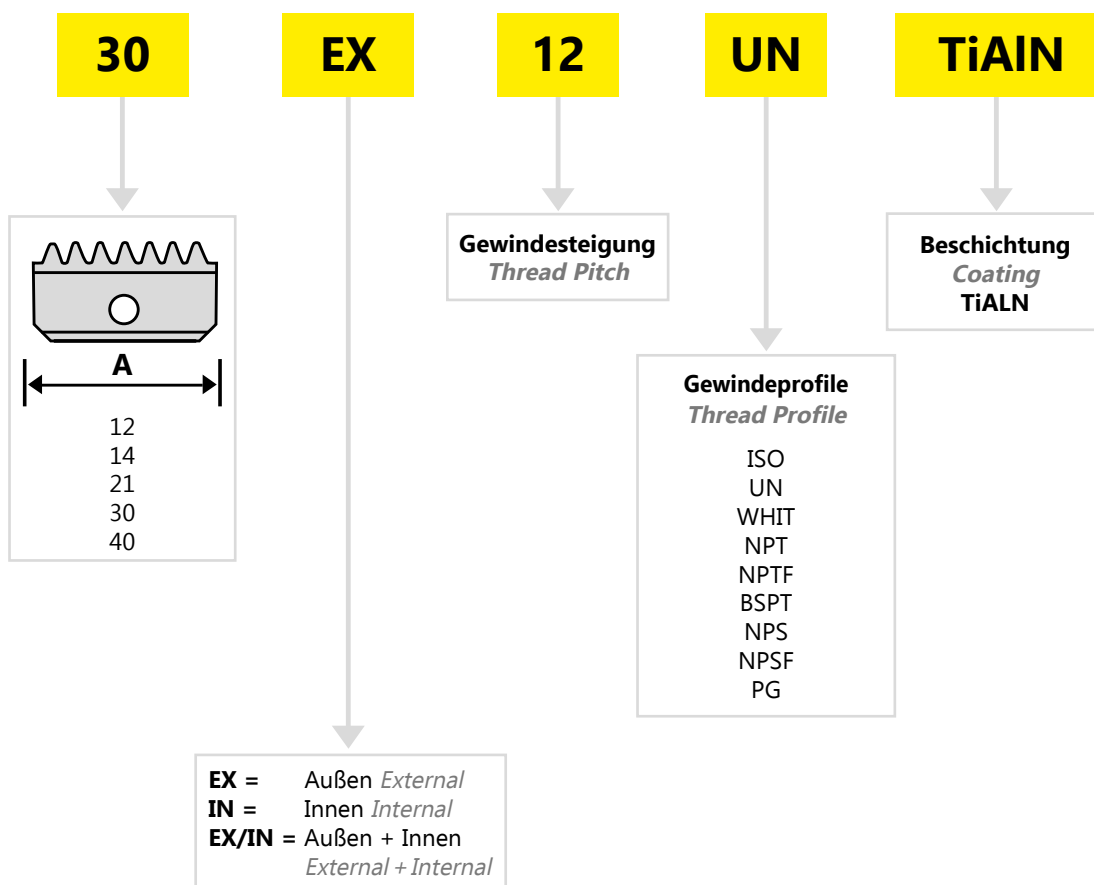 30 EX 12 UN TiAlN
A
12
14
21
30
40
Gewindesteigung
Thread Pitch
Beschichtung
Coating
TiALN
Gewindeprofile
Thread Profile
ISO
UN
WHIT
NPT
NPTF
BSPT
NPS
NPSF
PG
EX = Außen External
IN = Innen Internal
EX/IN = Außen + Innen
External + Internal